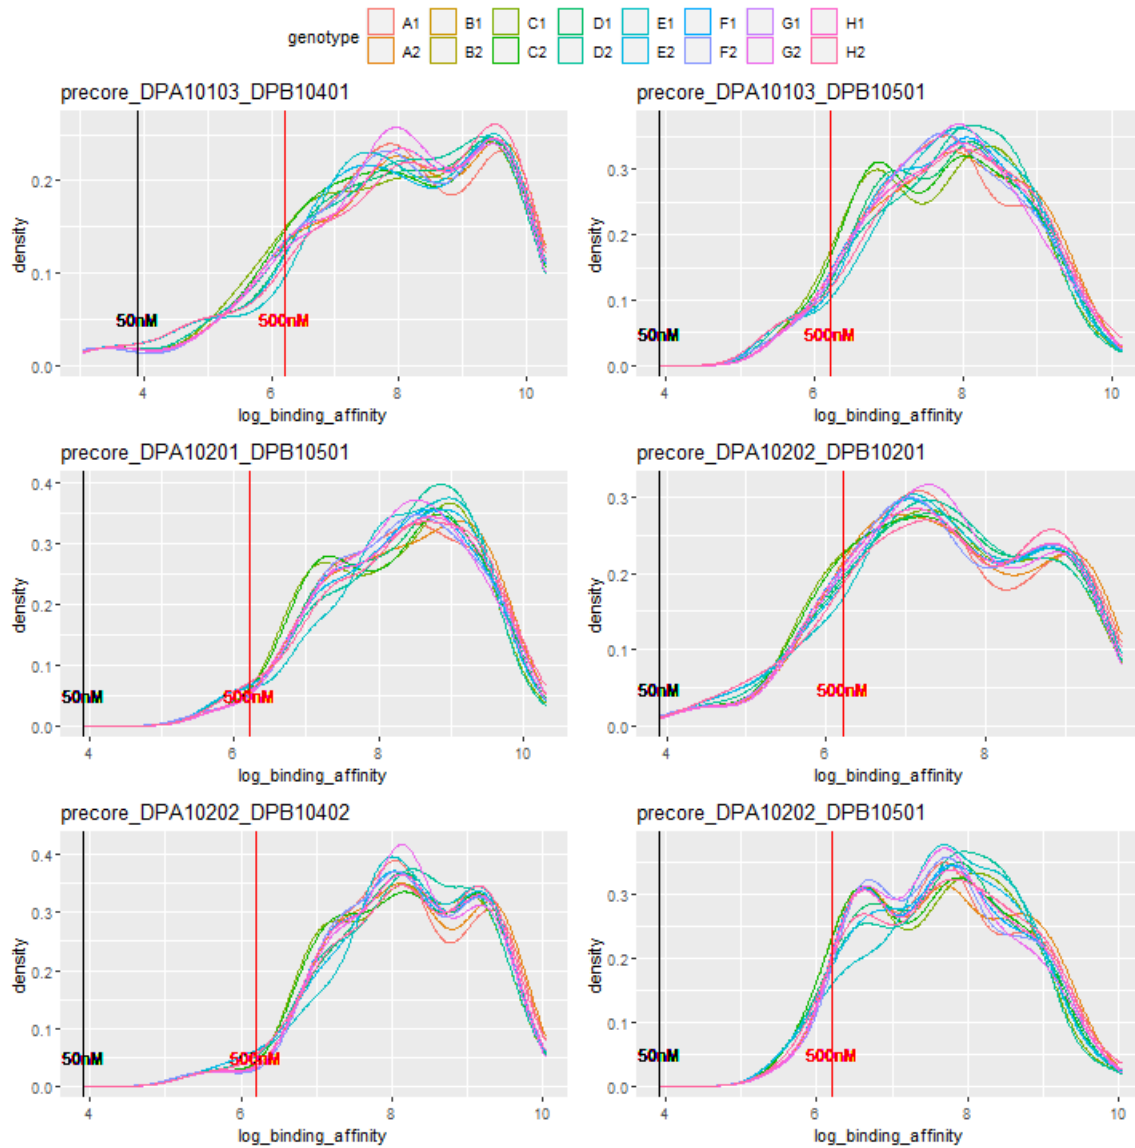 genotype A1 B1 C1 D1 E1 F1 G1 H1
A2 B2 C2 D2 E2 F2 G2 H2
precore_DPA10103_DPB10401
density
0.2
0.1
0.0
50nM
500nM
4 6 8 10
log_binding_affinity
precore_DPA10103_DPB10501
density
0.3
0.2
0.1
0.0
50nM
500nM
4 6 8 10
log_binding_affinity
precore_DPA10201_DPB10501
density
0.4
0.3
0.2
0.1
0.0
50nM
500nM
4 6 8 10
log_binding_affinity
precore_DPA10202_DPB10201
density
0.3
0.2
0.1
0.0
50nM
500nM
4 6 8
log_binding_affinity
precore_DPA10202_DPB10402
density
0.4
0.3
0.2
0.1
0.0
50nM
500nM
4 6 8 10
log_binding_affinity
precore_DPA10202_DPB10501
density
0.3
0.2
0.1
0.0
50nM
500nM
4 6 8 10
log_binding_affinity